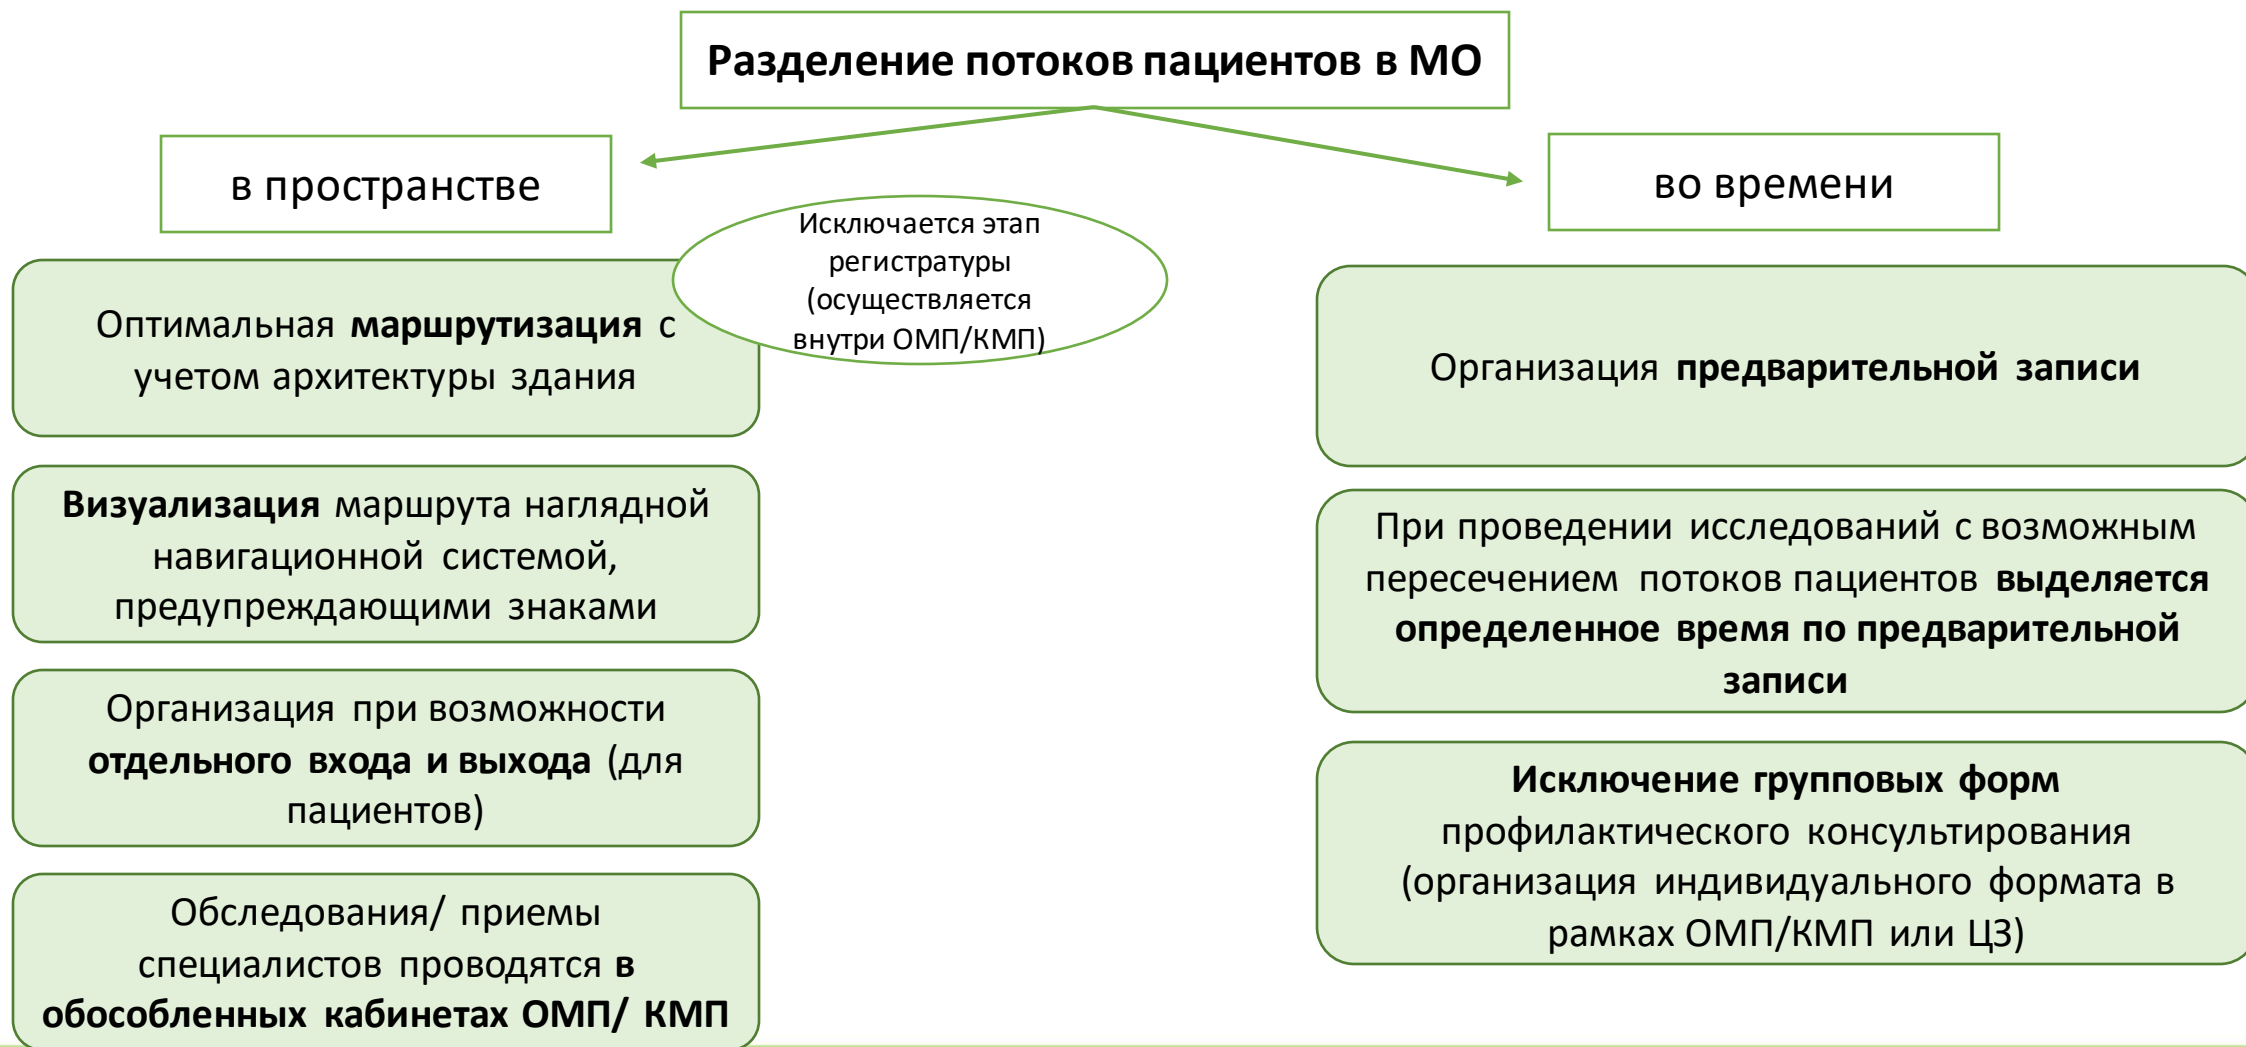 Разделение потоков пациентов в МО
в пространстве
Исключается этап
регистратуры
(осуществляется
внутри ОМП/КМП)
Оптимальная маршрутизация с
учетом архитектуры здания
Визуализация маршрута наглядной
навигационной системой,
предупреждающими знаками
Организация при возможности
отдельного входа и выхода (для
пациентов)
Обследования/ приемы
специалистов проводятся в
обособленных кабинетах ОМП/ КМП
во времени
Организация предварительной записи
При проведении исследований с возможным
пересечением потоков пациентов выделяется
определенное время по предварительной
записи
Исключение групповых форм
профилактического консультирования
(организация индивидуального формата в
рамках ОМП/КМП или ЦЗ)